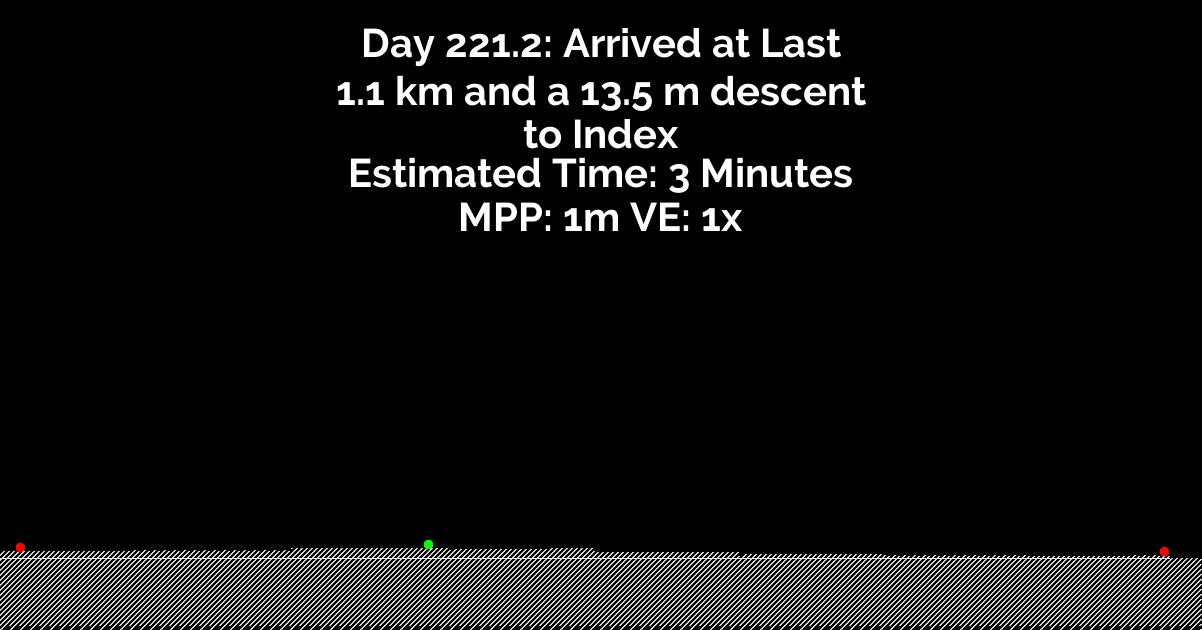 Day 221.2: Arrived at Last
1.1 km and a 13.5 m descent
to Index
Estimated Time: 3 Minutes
MPP: 1m VE: 1x